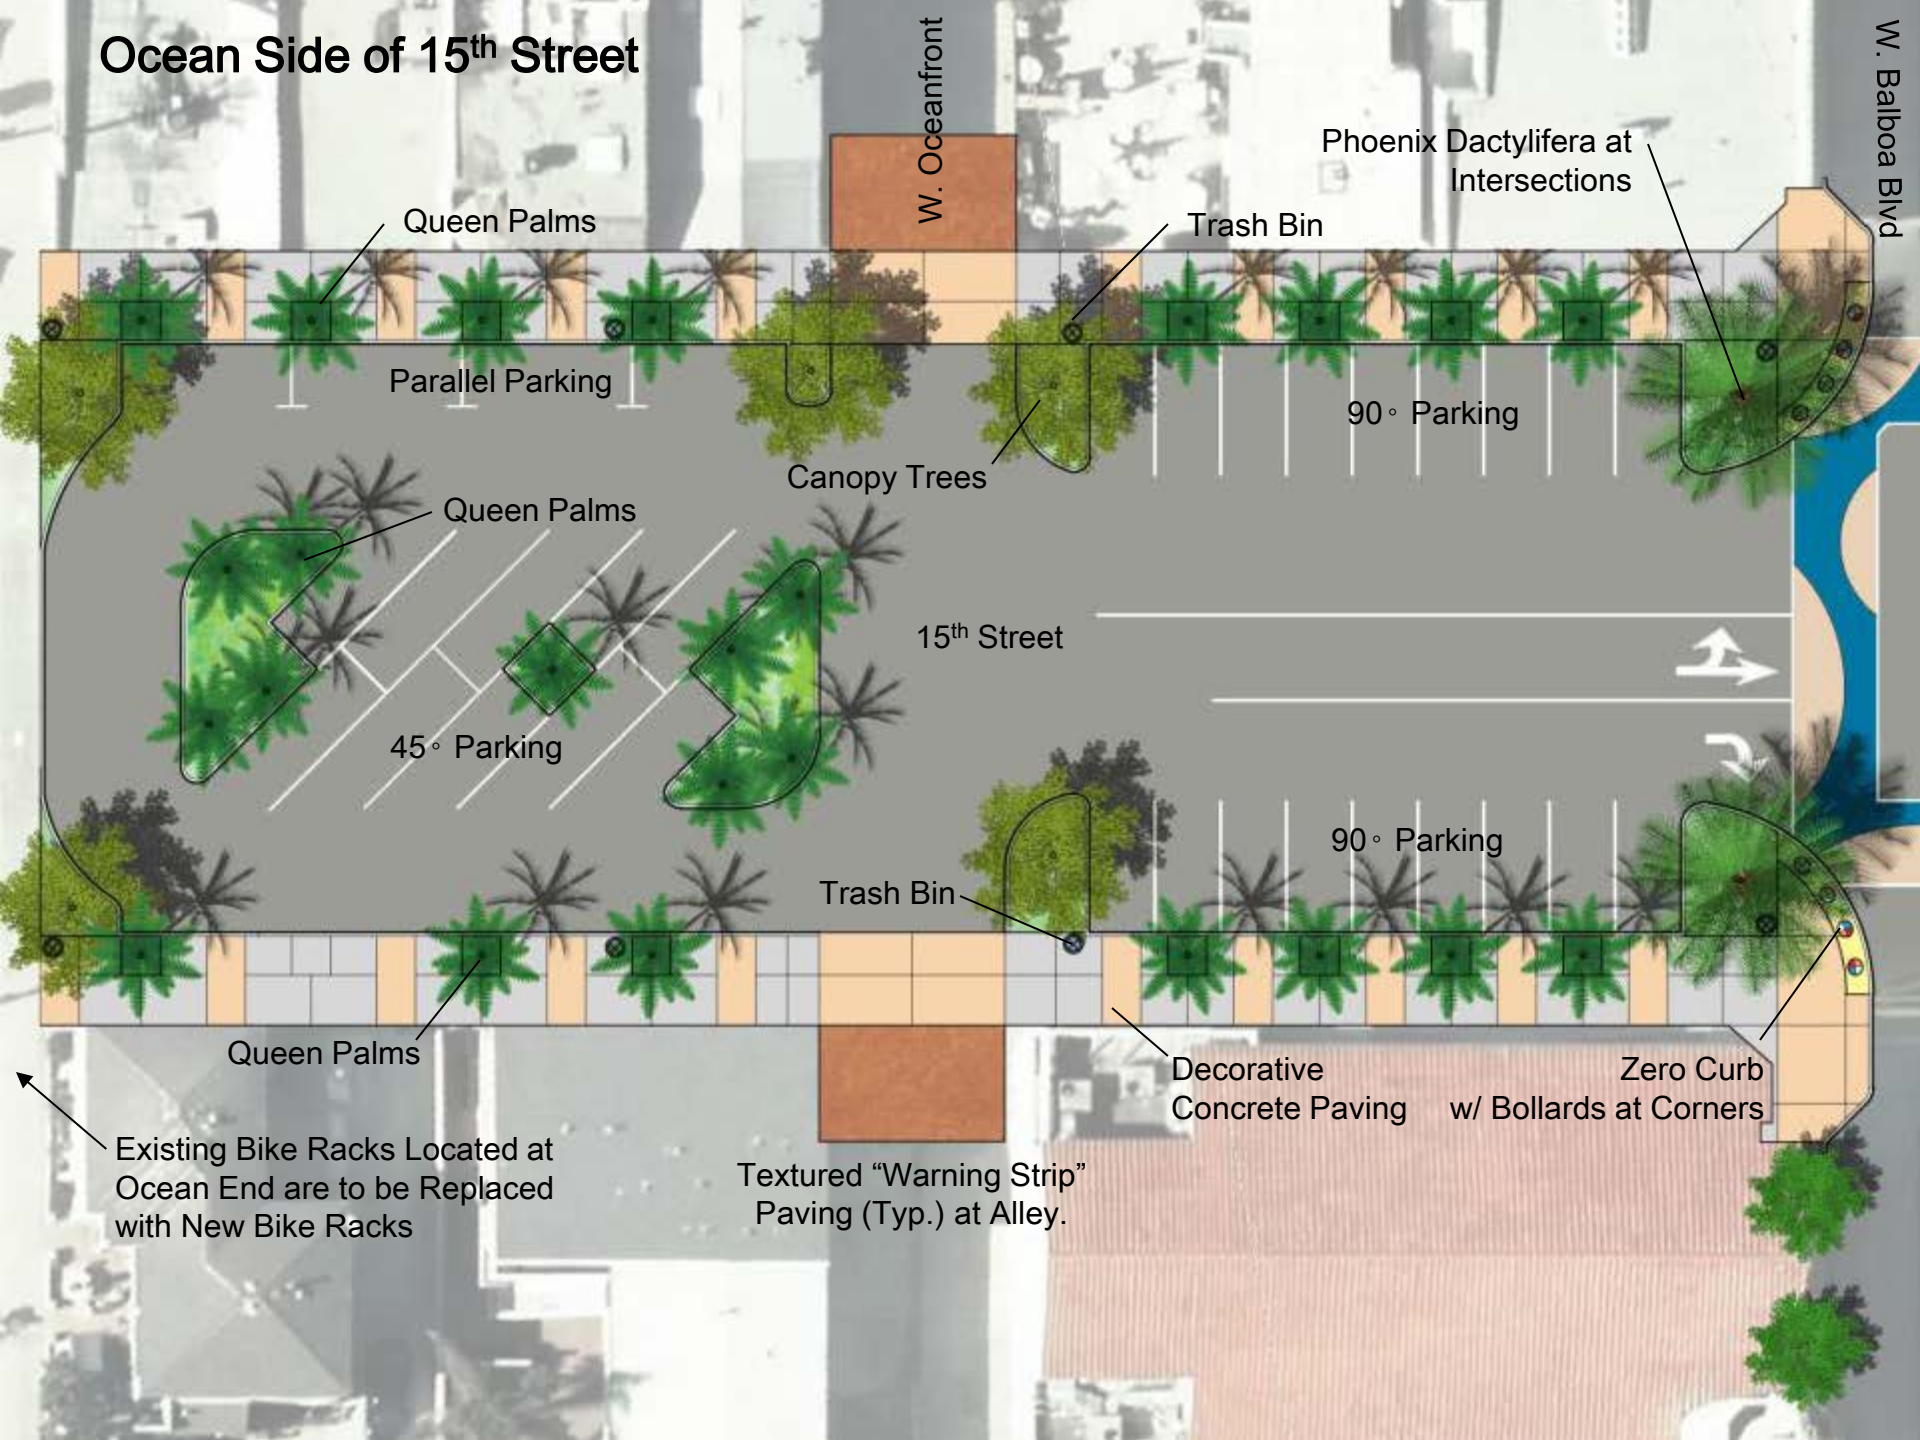 Ocean Side of 15th Street
W. Oceanfront
W. Balboa Blvd
Phoenix Dactylifera at
Intersections
Queen Palms
Trash Bin
Parallel Parking
90◦ Parking
Canopy Trees
Queen Palms
15th Street
45◦ Parking
90◦ Parking
Trash Bin
Queen Palms
Decorative
Concrete Paving
Zero Curb
w/ Bollards at Corners
Existing Bike Racks Located at
Ocean End are to be Replaced
with New Bike Racks
Textured “Warning Strip”
Paving (Typ.) at Alley.